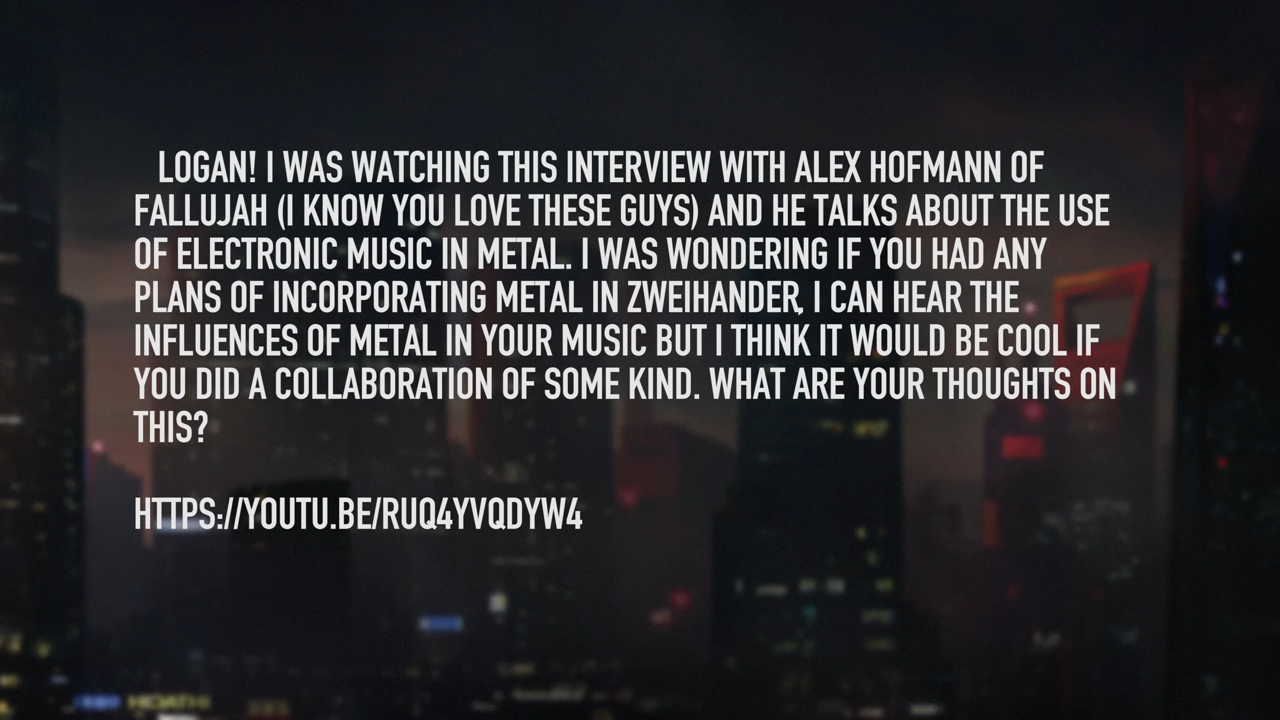 LOGAN! I WAS WATCHING THIS INTERVIEW WITH ALEX HOFMANN OF
FALLUJAH (I KNOW YOU LOVE THESE GUYS) AND HE TALKS ABOUT THE USE
OF ELECTRONIC MUSIC IN METAL. I WAS WONDERING IF YOU HAD ANY
PLANS OF INCORPORATING METAL IN ZWEIHANDER, I CAN HEAR THE
INFLUENCES OF METAL IN YOUR MUSIC BUT I THINK IT WOULD BE COOL IF
YOU DID A COLLABORATION OF SOME KIND. WHAT ARE YOUR THOUGHTS ON
THIS?
HTTPS://YOUTU.BE/RUQ4YVQDYW4